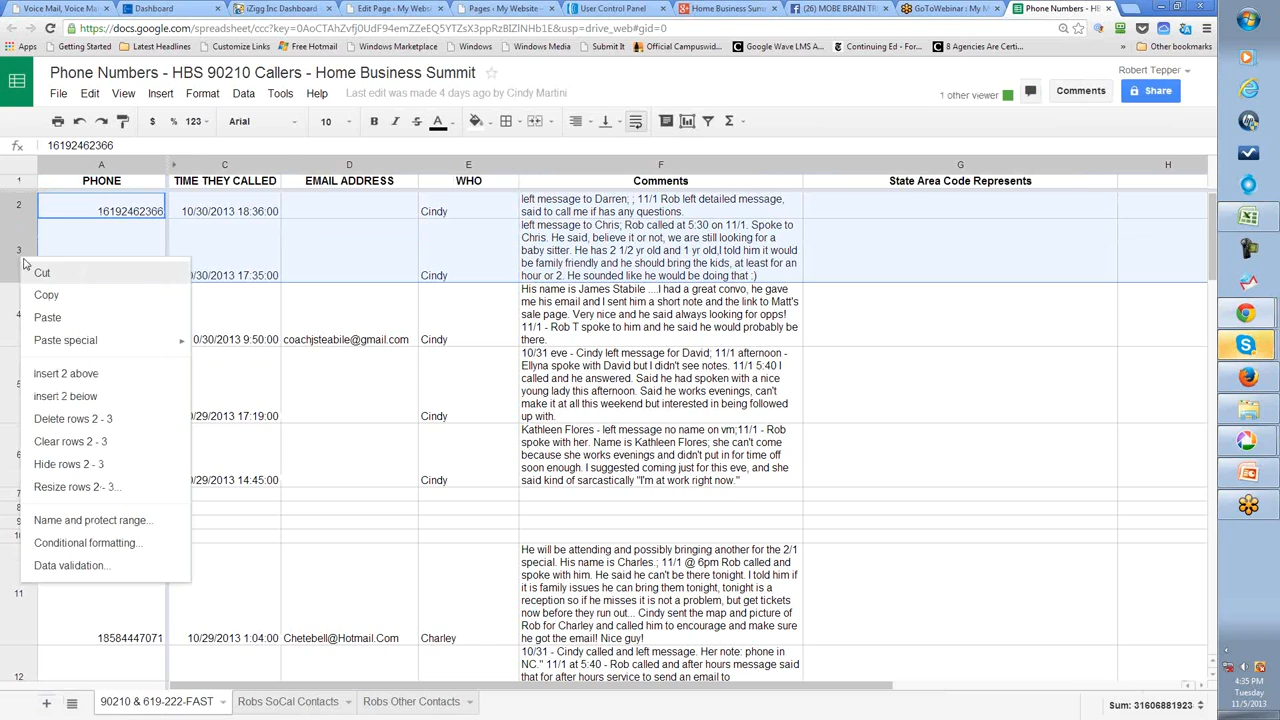 Voice Mail, Voice M
Dashboard
iZigg Dashboard
Edit Page ‹ My Webs
Pages ‹ My Website
User Control Panel
Home Business Sum
(26) MOBE BRAIN TR
GoToWebinar : My M
Phone Numbers - HB
https://docs.google.com/spreadsheet/ccc?key=
drive_web#gid=0
Apps
Getting Started
Latest Headlines
Customize Links
Free Hotmail
Windows Marketplace
Windows
Windows Media
Submit It
Official Campuswid...
Google Wave LMS A...
Continuing Ed - For...
8 Agencies Are Certi...
»
Other bookmarks
Phone Numbers - HBS 90210 Callers - Home Business Summit
Robert Tepper
File Edit View Insert Format Data Tools Help Last edit was made 4 days ago by Cindy Martini
1 other viewer
Comments
Share
$ % 123 Arial 10 B I S A Σ
fx 16192462366
A C D E F G H
1 PHONE TIME THEY CALLED EMAIL ADDRESS WHO Comments State Area Code Represents
2 16192462366 10/30/2013 18:36:00 Cindy
left message to Darren; ; 11/1 Rob left detailed message,
said to call me if has any questions.
3 0/30/2013 17:35:00 Cindy
left message to Chris; Rob called at 5:30 on 11/1. Spoke to
Chris. He said, believe it or not, we are still looking for a
baby sitter. He has 2 1/2 yr old and 1 yr old,I told him it would
be family friendly and he should bring the kids, at least for an
hour or 2. He sounded like he would be doing that :)
4 0/30/2013 9:50:00 coachjsteabile@gmail.com Cindy
His name is James Stabile ....I had a great convo, he gave
me his email and I sent him a short note and the link to Matt's
sale page. Very nice and he said always looking for opps!
11/1 - Rob T spoke to him and he said he would probably be
there.
5 0/29/2013 17:19:00 Cindy
10/31 eve - Cindy left message for David; 11/1 afternoon -
Ellyna spoke with David but I didn't see notes. 11/1 5:40 I
called and he answered. Said he had spoken with a nice
young lady this afternoon. Said he works evenings, can't
make it at all this weekend but interested in being followed
up with.
6 0/29/2013 14:45:00 Cindy
Kathleen Flores - left message no name on vm;11/1 - Rob
spoke with her. Name is Kathleen Flores; she can't come
because she works evenings and didn't put in for time off
soon enough. I suggested coming just for this eve, and she
said kind of sarcastically "I'm at work right now."
7
8
9
10
11 18584447071 10/29/2013 1:04:00 Chetebell@Hotmail.Com Charley
He will be attending and possibly bringing another for the 2/1
special. His name is Charles.; 11/1 @ 6pm Rob called and
spoke with him. He said he can't be there tonight. I told him if
it is family issues he can bring them tonight, tonight is a
reception so if he misses it is not a problem, but get tickets
now before they run out... Cindy sent the map and picture of
Rob for Charley and called him to encourage and make sure
he got the email! Nice guy!
12
10/31 - Cindy called and left message. Her note: phone in
NC." 11/1 at 5:40 - Rob called and after hours message said
that for after hours service to send an email to
Cut
Copy
Paste
Paste special
Insert 2 above
insert 2 below
Delete rows 2 - 3
Clear rows 2 - 3
Hide rows 2 - 3
Resize rows 2 - 3...
Name and protect range...
Conditional formatting...
Data validation...
+ 90210 & 619-222-FAST Robs SoCal Contacts Robs Other Contacts
Sum: 31606881923
4:35 PM
Tuesday
11/5/2013